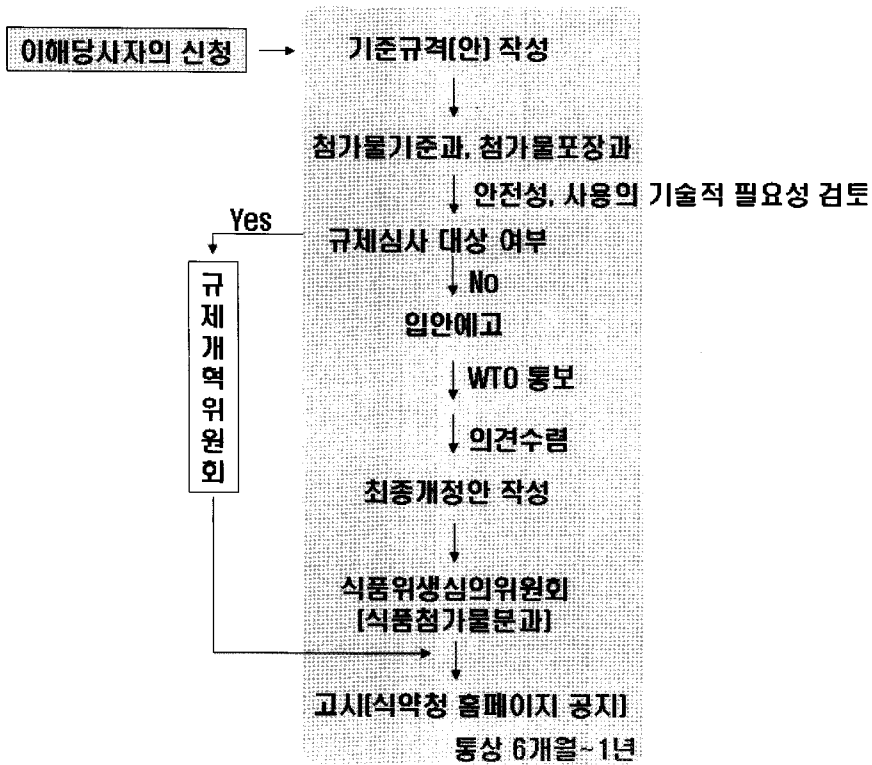 이해당사자의 신청
기준규격(안) 작성
첨가물기준과, 첨가물포장과
안전성, 사용의 기술적 필요성 검토
Yes
규제심사 대상 여부
No
규제개혁위원회
입안예고
WTO 통보
의견수렴
최종개정안 작성
식품위생심의위원회
[식품첨가물분과]
고시[식약청 홈페이지 공지]
통상 6개월~1년